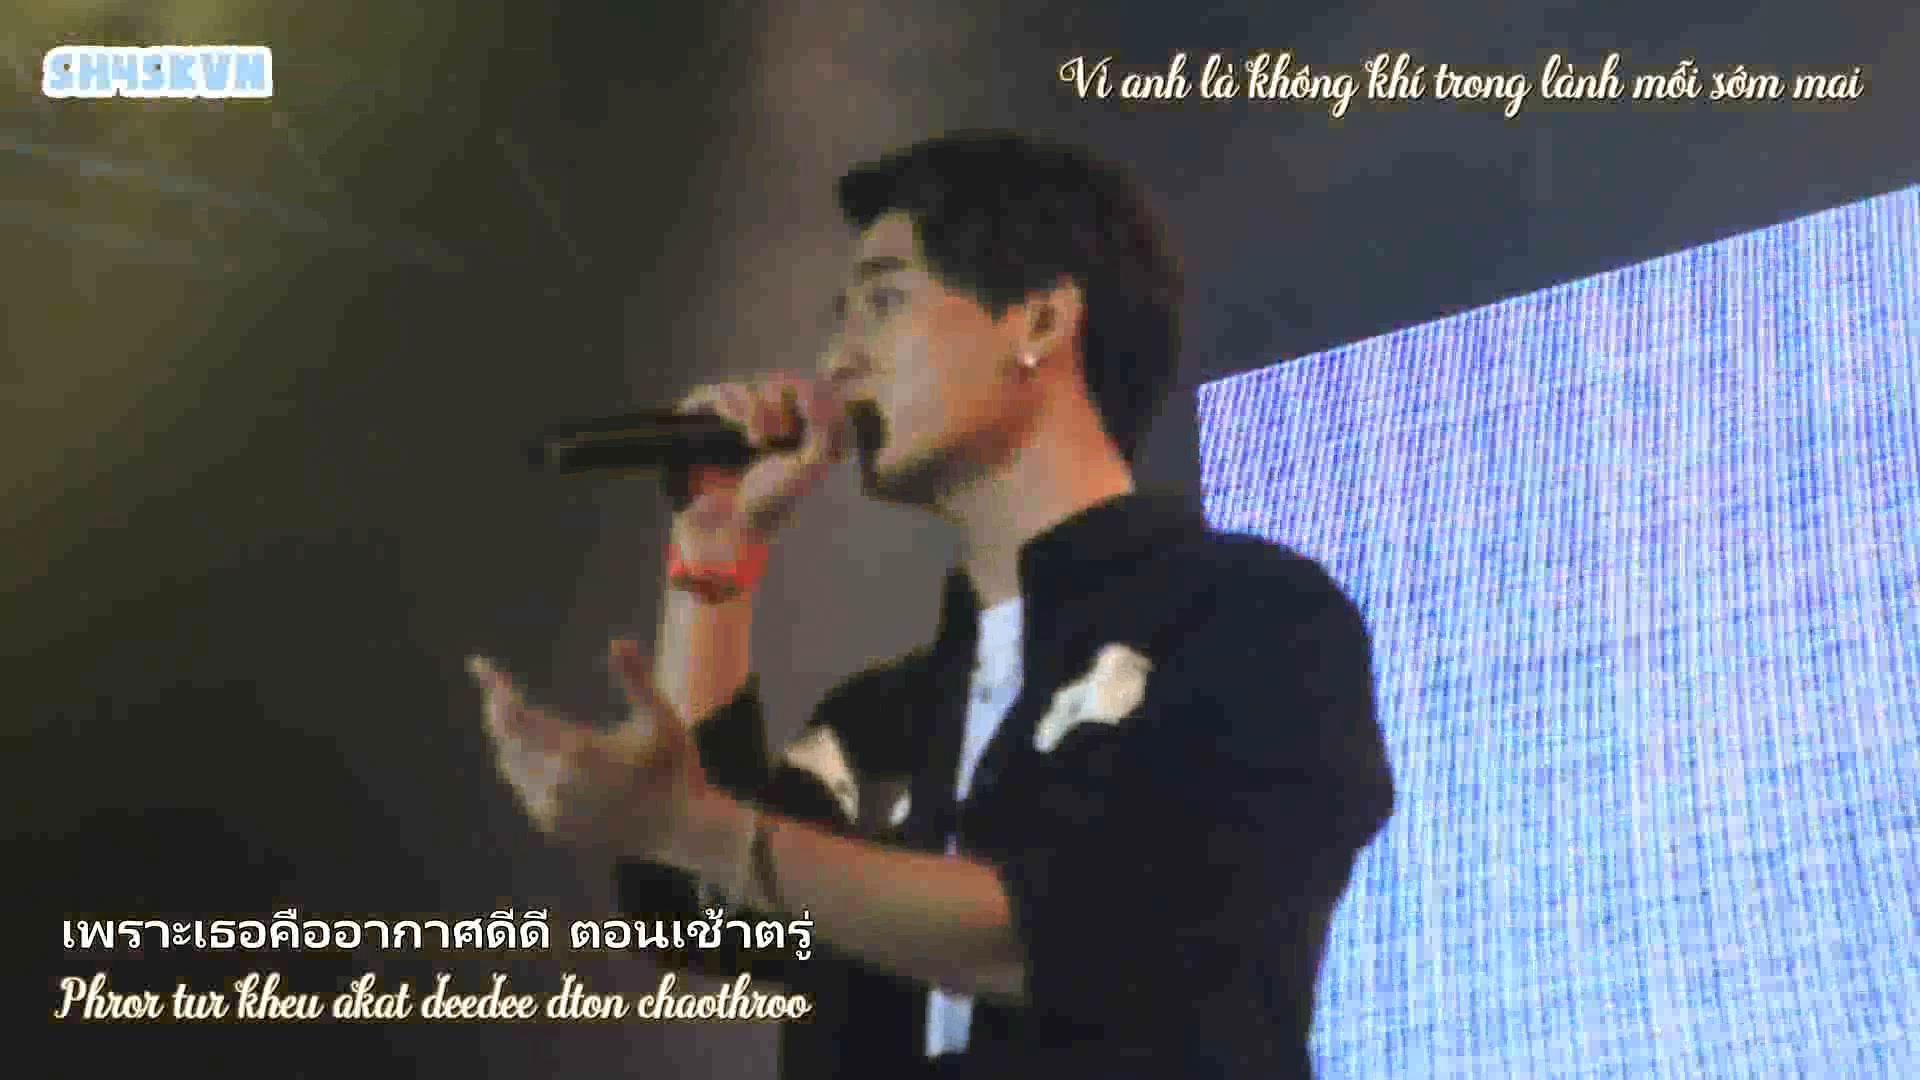 SH4SKVN
Vì anh là không khí trong lành mỗi sớm mai
เพราะเธอคืออากาศดีดี ตอนเช้าตรู่
Phror tur kheu akat deedee dton chaothroo